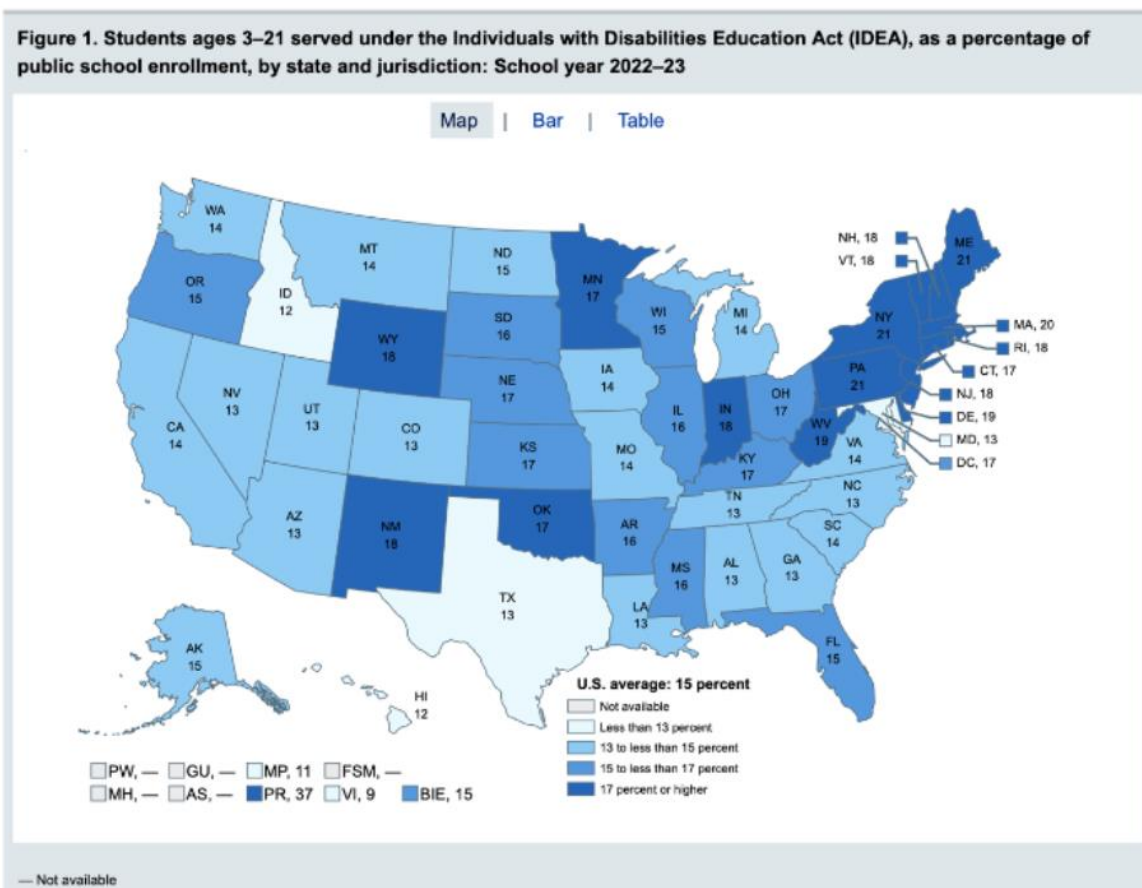 Figure 1. Students ages 3–21 served under the Individuals with Disabilities Education Act (IDEA), as a percentage of
public school enrollment, by state and jurisdiction: School year 2022–23
Map | Bar | Table
WA
14
MT
14
ND
15
MN
17
NH, 18
VT, 18
ME
21
OR
15
ID
12
WY
18
SD
16
WI
15
MI
14
NY
21
MA, 20
RI, 18
CT, 17
NJ, 18
DE, 19
MD, 13
DC, 17
NV
13
UT
13
CO
13
NE
17
IA
14
IL
16
IN
18
OH
17
PA
21
WV
19
VA
14
CA
14
KS
17
MO
14
KY
17
NC
13
TN
13
SC
14
AZ
13
NM
18
OK
17
AR
16
MS
16
AL
13
GA
13
TX
13
LA
13
FL
15
AK
15
HI
12
U.S. average: 15 percent
Not available
Less than 13 percent
13 to less than 15 percent
15 to less than 17 percent
17 percent or higher
PW, — GU, — MP, 11 FSM, —
MH, — AS, — PR, 37 VI, 9 BIE, 15
— Not available